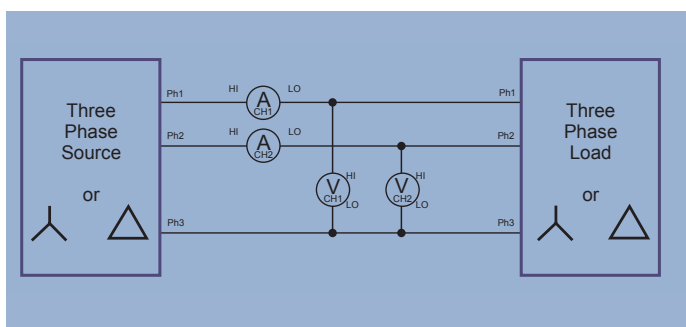 Three
Phase
Source
or
Ph1
HI
A
CH1
LO
Ph1
Ph2
HI
A
CH2
LO
Ph2
V
CH1
HI
LO
V
CH2
HI
LO
Ph3
Ph3
Three
Phase
Load
or